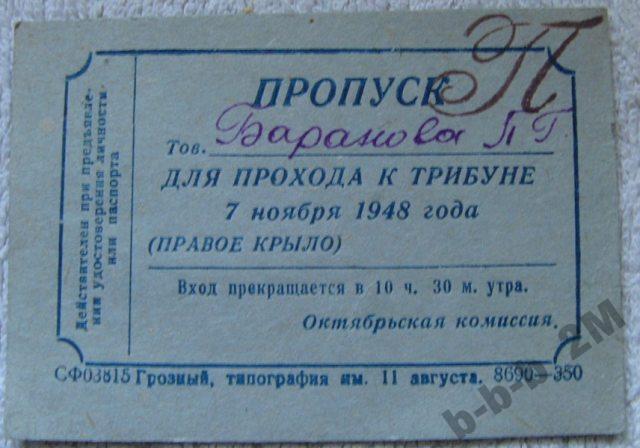 Действителен при предъявле-
нии удостоверения личности
или паспорта
ПРОПУСК
П
Тов. Баранова
ДЛЯ ПРОХОДА К ТРИБУНЕ
7 ноября 1948 года
(ПРАВОЕ КРЫЛО)
Вход прекращается в 10 ч. 30 м. утра.
Октябрьская комиссия.
СФ03815 Грозный, типография им. 11 августа. 8690—350
b-b-b-2M